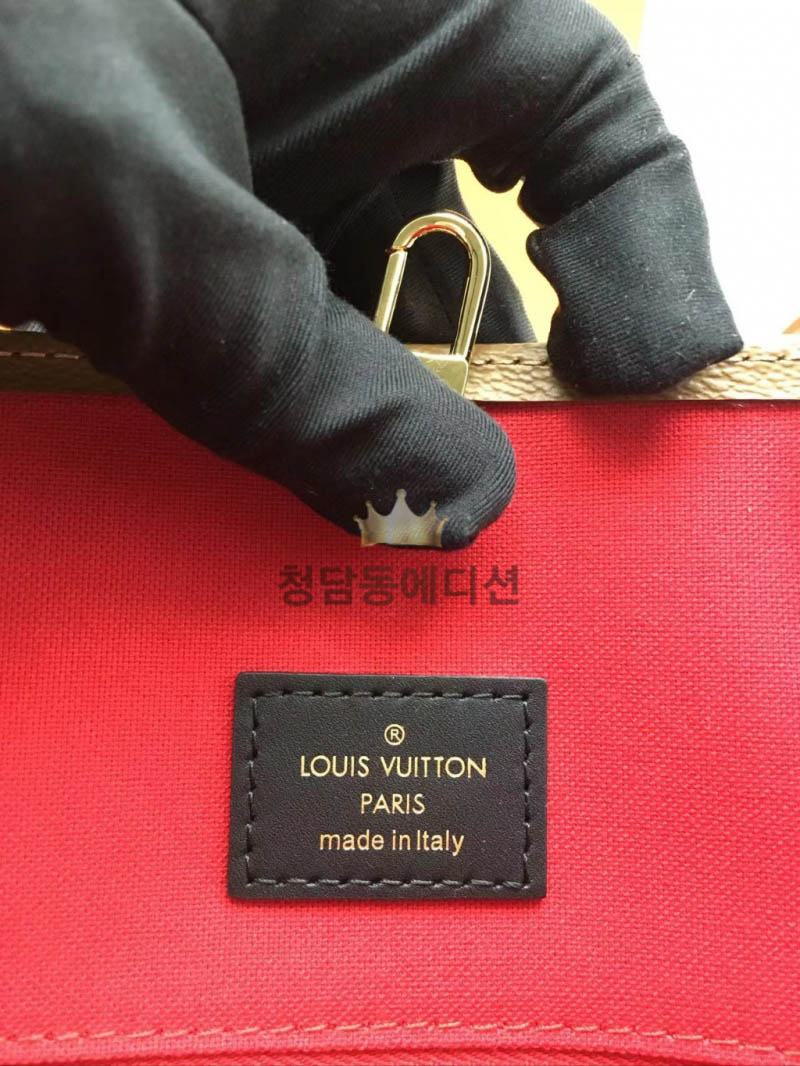 청담동에디션
®
LOUIS VUITTON
PARIS
made in Italy